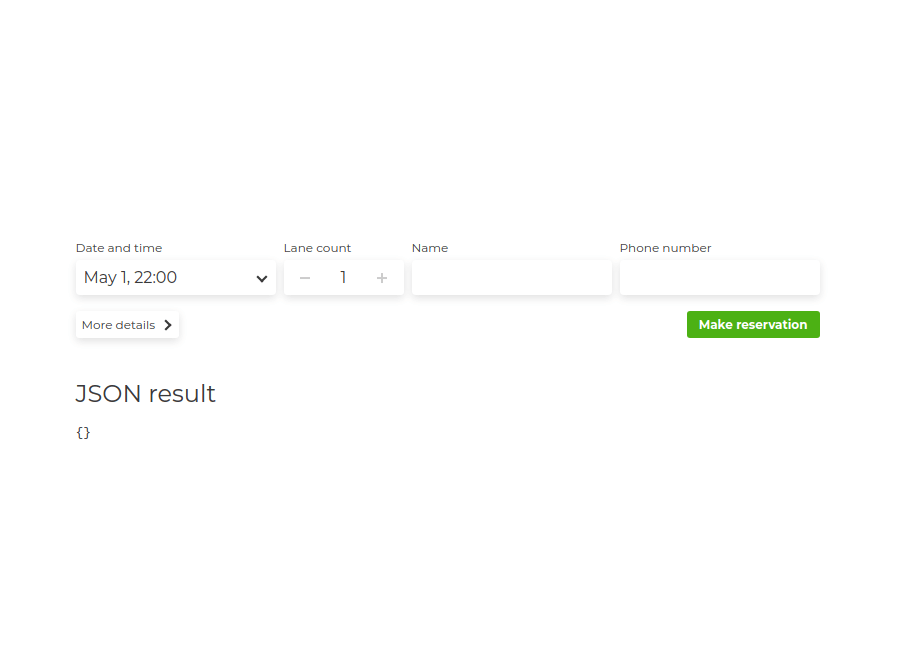 Date and time Lane count Name Phone number
May 1, 22:00 1
More details Make reservation
JSON result
{}